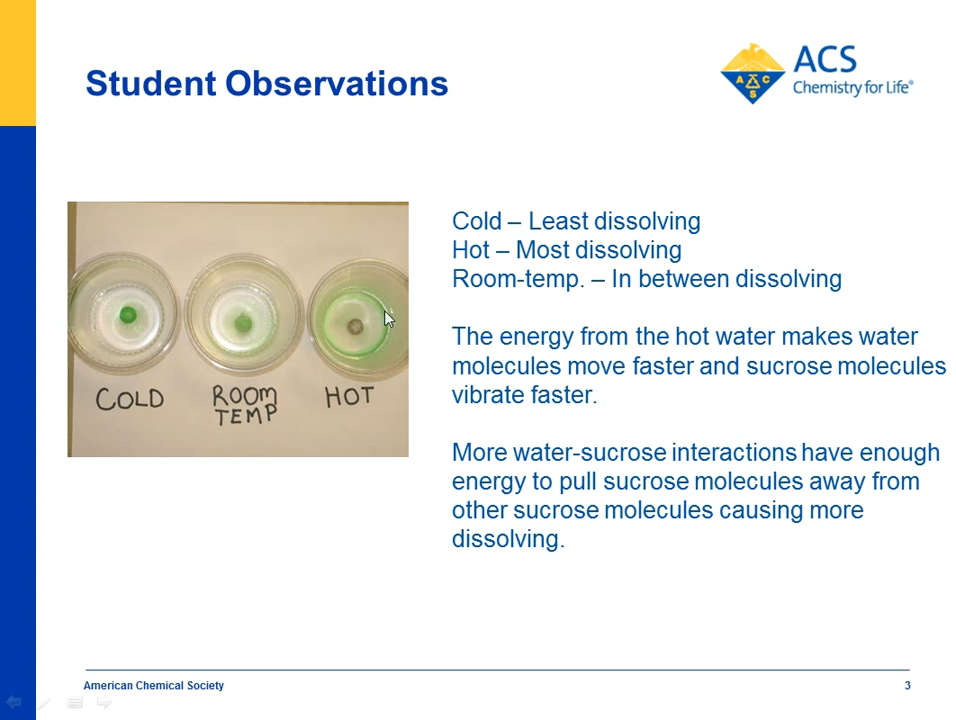 Student Observations
A C S
ACS
Chemistry for Life®
Cold – Least dissolving
Hot – Most dissolving
Room-temp. – In between dissolving
The energy from the hot water makes water
molecules move faster and sucrose molecules
vibrate faster.
More water-sucrose interactions have enough
energy to pull sucrose molecules away from
other sucrose molecules causing more
dissolving.
COLD
ROOM
TEMP
HOT
American Chemical Society
3